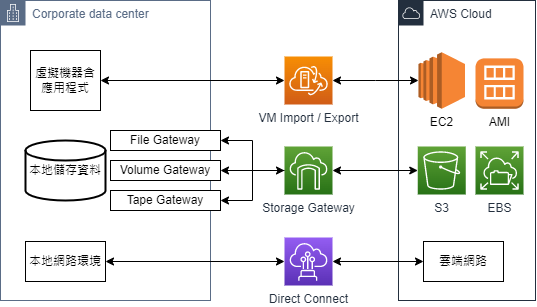 Corporate data center
AWS Cloud
虛擬機器含
應用程式
VM Import / Export
EC2
AMI
File Gateway
本地儲存資料
Volume Gateway
Tape Gateway
Storage Gateway
S3
EBS
本地網路環境
Direct Connect
雲端網路